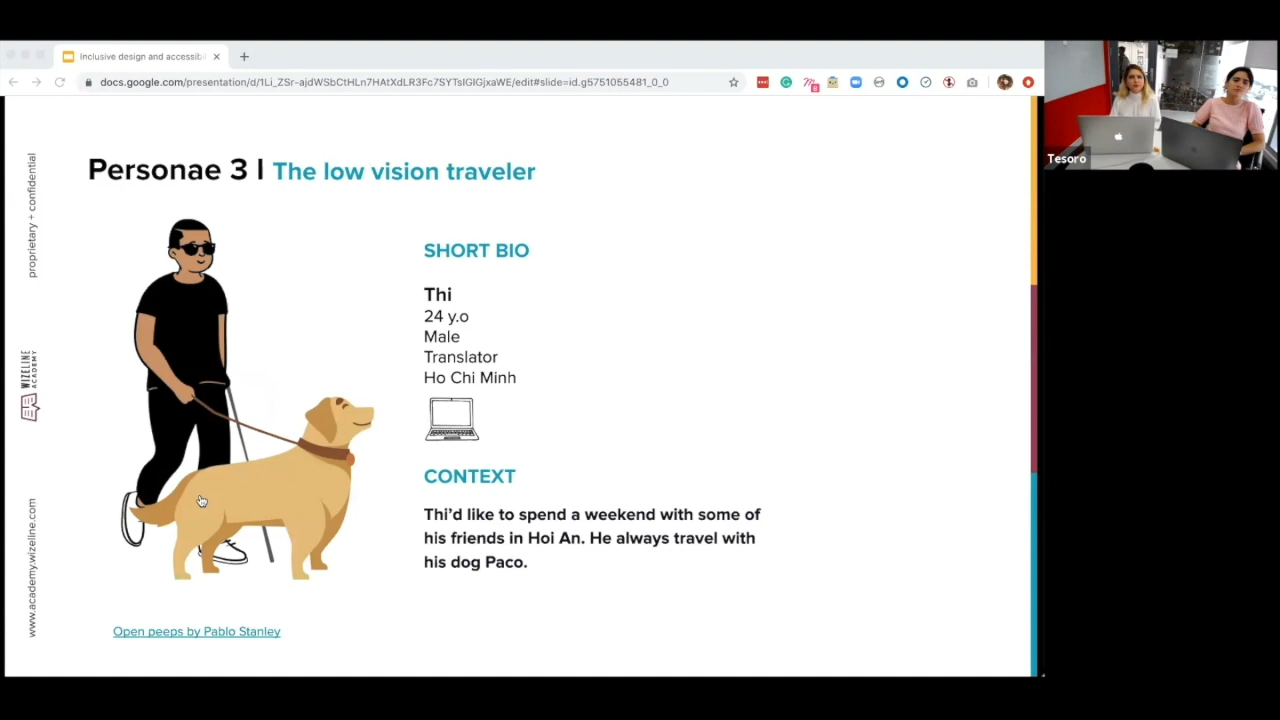 Inclusive design and accessibi
docs.google.com/presentation/d/1Li_ZSr-ajdWSbCtHLn7HAtXdLR3Fc7SYTsIGIGjxaWE/edit#slide=id.g5751055481_0_0
Tesoro
proprietary + confidential
WIZELINE
ACADEMY
www.academy.wizeline.com
Personae 3 | The low vision traveler
SHORT BIO
Thi
24 y.o
Male
Translator
Ho Chi Minh
CONTEXT
Thi’d like to spend a weekend with some of
his friends in Hoi An. He always travel with
his dog Paco.
Open peeps by Pablo Stanley